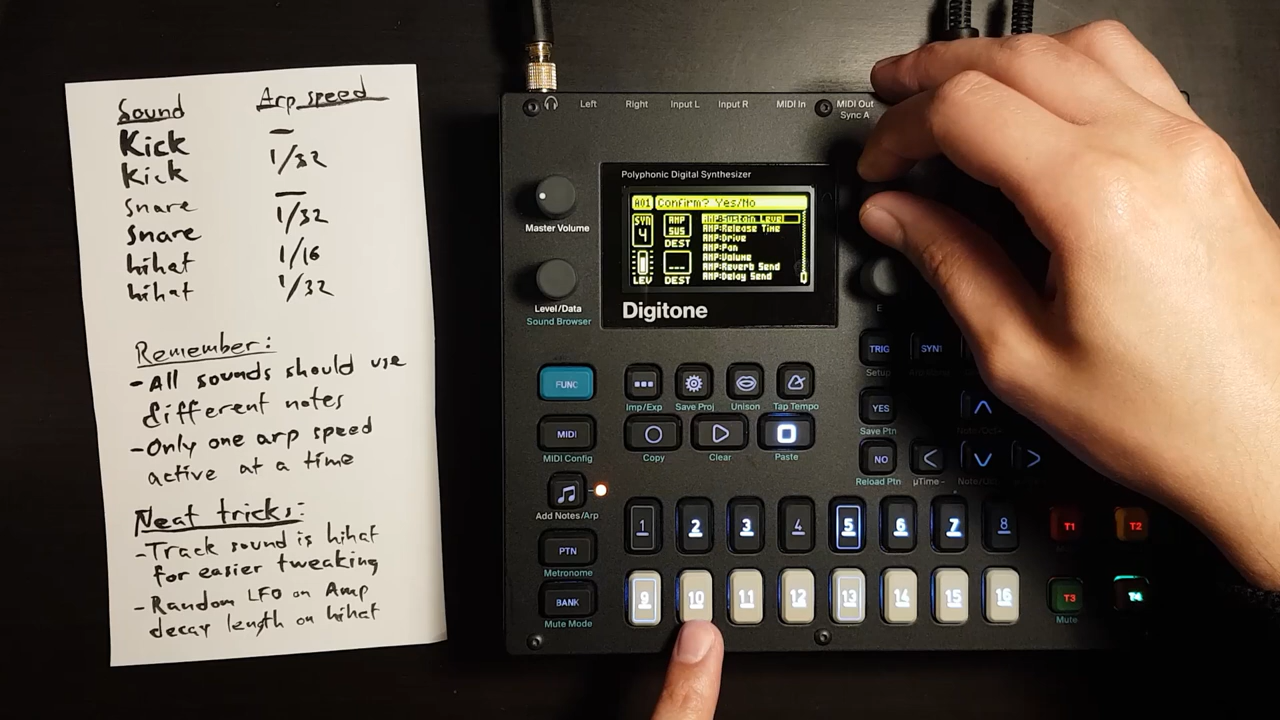 Sound Arp speed
Kick —
Kick 1/32
Snare —
Snare 1/32
hihat 1/16
hihat 1/32
Remember:
- All sounds should use
different notes
- Only one arp speed
active at a time
Neat tricks:
- Track sound is hihat
for easier tweaking
- Random LFO on Amp
decay length on hihat
Left Right Input L Input R MIDI In MIDI Out
Sync A
Polyphonic Digital Synthesizer
A01 Confirm? Yes/No
SYN
4
LEV
AMP
SUS
DEST
---
DEST
AMP:Sustain Level
AMP:Release Time
AMP:Drive
AMP:Pan
AMP:Volume
AMP:Reverb Send
AMP:Delay Send
Digitone
Master Volume
Level/Data
Sound Browser
E
FUNC
Imp/Exp Save Proj Unison Tap Tempo
MIDI
MIDI Config
Copy Clear Paste
Add Notes/Arp
PTN
Metronome
BANK
Mute Mode
TRIG
Setup
SYN1
YES
Save Ptn
NO
Reload Ptn
µTime -
1 2 3 4 5 6 7 8
9 10 11 12 13 14 15 16
T1 T2
T3 T4
Mute